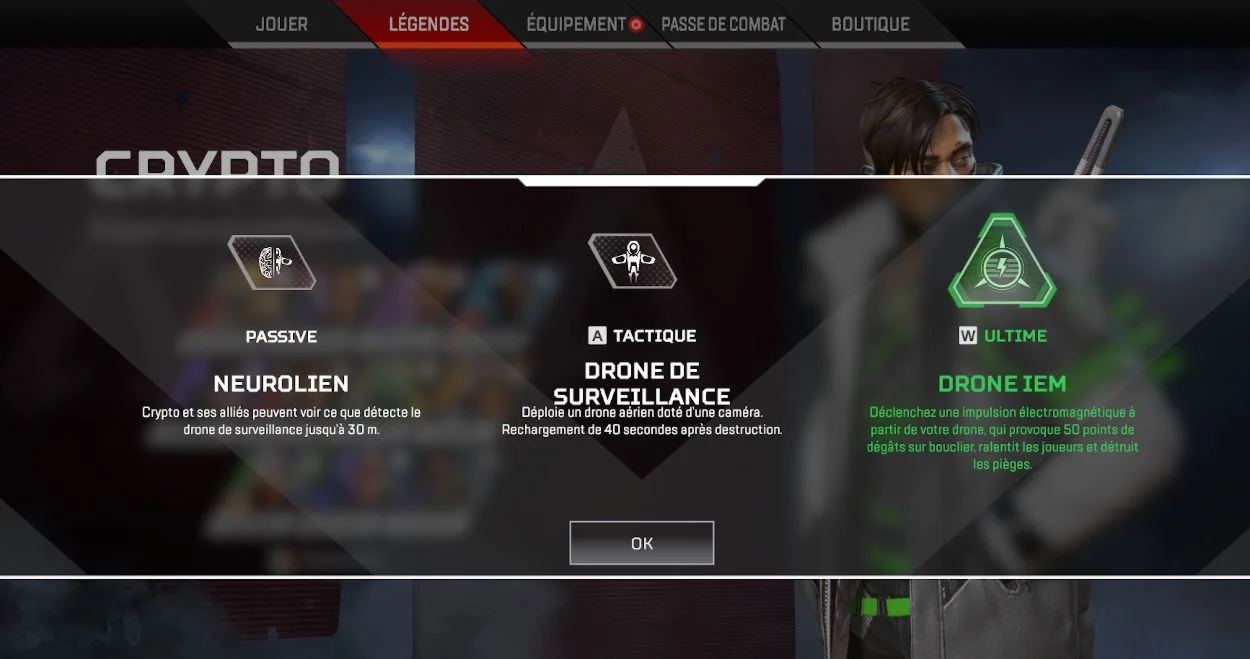 JOUER
LÉGENDES
ÉQUIPEMENT
PASSE DE COMBAT
BOUTIQUE
CRYPTO
PASSIVE
NEUROLIEN
Crypto et ses alliés peuvent voir ce que détecte le
drone de surveillance jusqu'à 30 m.
A TACTIQUE
DRONE DE
SURVEILLANCE
Déploie un drone aérien doté d'une caméra.
Rechargement de 40 secondes après destruction.
W ULTIME
DRONE IEM
Déclenchez une impulsion électromagnétique à
partir de votre drone, qui provoque 50 points de
dégâts sur bouclier, ralentit les joueurs et détruit
les pièges.
OK